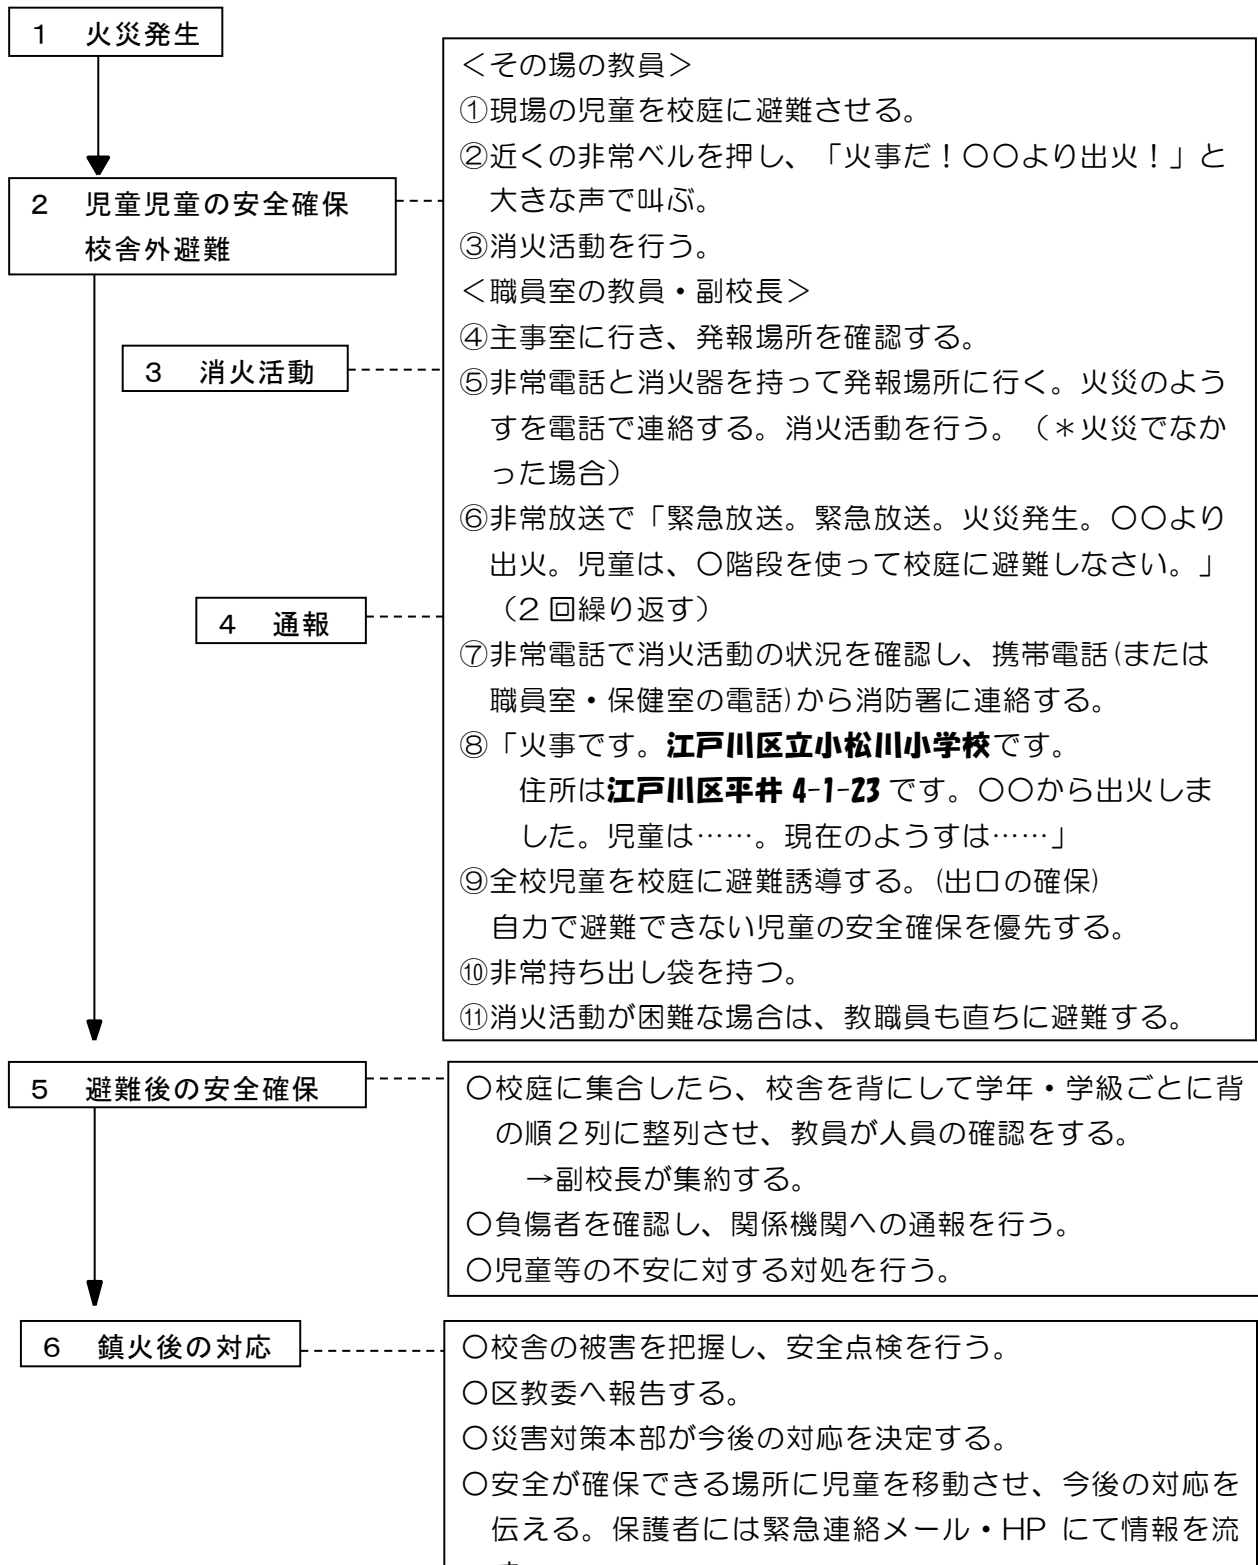 1 火災発生
2 児童児童の安全確保
校舎外避難
3 消火活動
4 通報
＜その場の教員＞
①現場の児童を校庭に避難させる。
②近くの非常ベルを押し、「火事だ！〇〇より出火！」と
大きな声で叫ぶ。
③消火活動を行う。
＜職員室の教員・副校長＞
④主事室に行き、発報場所を確認する。
⑤非常電話と消火器を持って発報場所に行く。火災のよう
すを電話で連絡する。消火活動を行う。（＊火災でなか
った場合）
⑥非常放送で「緊急放送。緊急放送。火災発生。〇〇より
出火。児童は、〇階段を使って校庭に避難しなさい。」
（2回繰り返す）
⑦非常電話で消火活動の状況を確認し、携帯電話(または
職員室・保健室の電話)から消防署に連絡する。
⑧「火事です。江戸川区立小松川小学校です。
住所は江戸川区平井 4-1-23 です。〇〇から出火しま
した。児童は……。現在のようすは……」
⑨全校児童を校庭に避難誘導する。(出口の確保)
自力で避難できない児童の安全確保を優先する。
⑩非常持ち出し袋を持つ。
⑪消火活動が困難な場合は、教職員も直ちに避難する。
5 避難後の安全確保
〇校庭に集合したら、校舎を背にして学年・学級ごとに背
の順２列に整列させ、教員が人員の確認をする。
→副校長が集約する。
〇負傷者を確認し、関係機関への通報を行う。
〇児童等の不安に対する対処を行う。
6 鎮火後の対応
〇校舎の被害を把握し、安全点検を行う。
〇区教委へ報告する。
〇災害対策本部が今後の対応を決定する。
〇安全が確保できる場所に児童を移動させ、今後の対応を
伝える。保護者には緊急連絡メール・HP にて情報を流